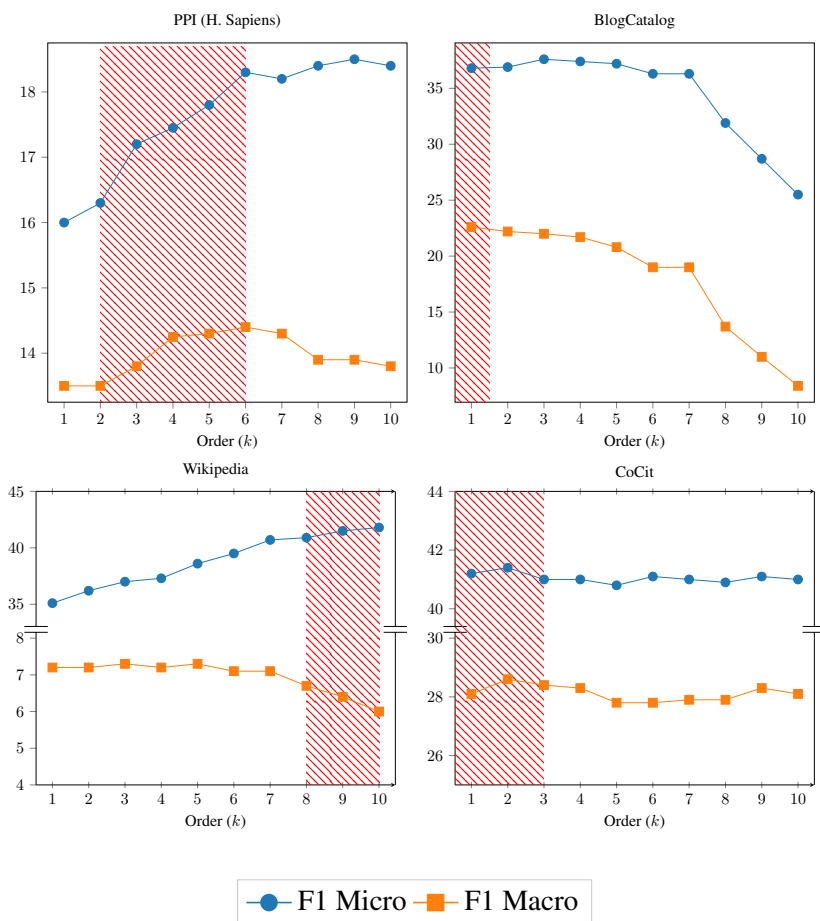 PPI (H. Sapiens)
18
17
16
15
14
1 2 3 4 5 6 7 8 9 10
Order (k)
BlogCatalog
35
30
25
20
15
10
1 2 3 4 5 6 7 8 9 10
Order (k)
Wikipedia
45
40
35
8
7
6
5
4
1 2 3 4 5 6 7 8 9 10
Order (k)
CoCit
44
42
40
30
28
26
1 2 3 4 5 6 7 8 9 10
Order (k)
F1 Micro F1 Macro